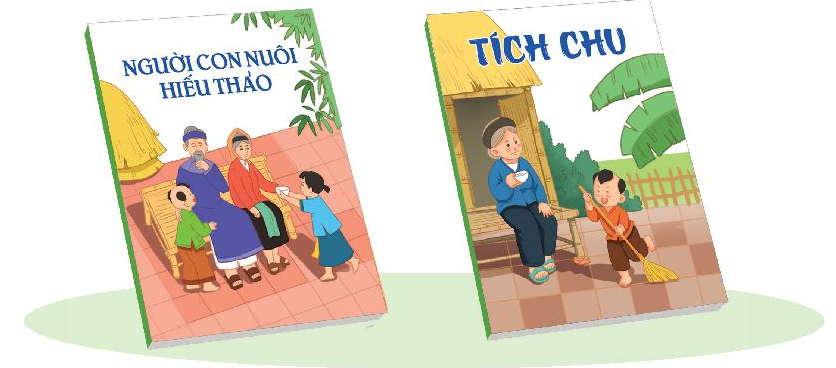 NGƯỜI CON NUÔI
HIẾU THẢO
TÍCH CHU